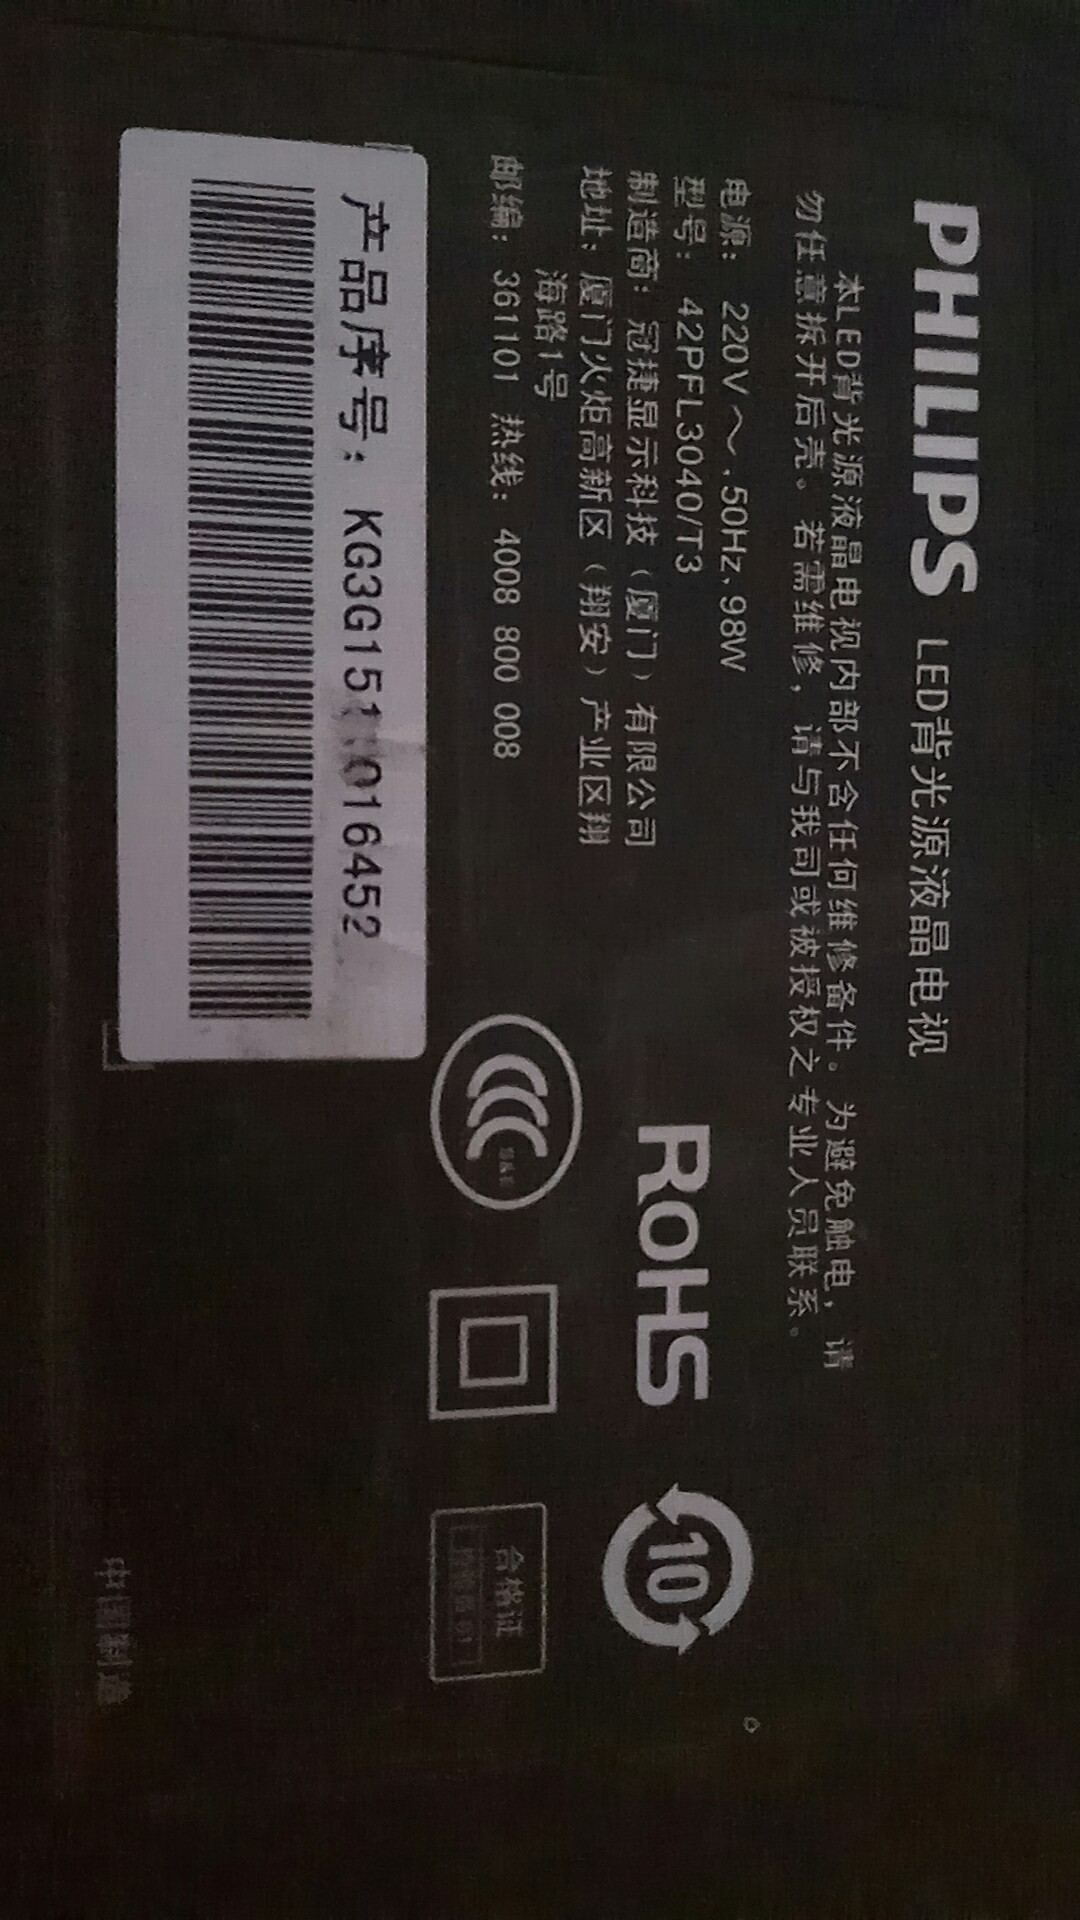 PHILIPS LED背光源液晶电视
本LED背光源液晶电视内部不含任何维修备件。为避免触电，请
勿任意拆开后壳。若需维修，请与我司或被授权之专业人员联系。
电源： 220V～,50Hz,98W
型号： 42PFL3040/T3
制造商：冠捷显示科技（厦门）有限公司
地址：厦门火炬高新区（翔安）产业区翔
海路1号
邮编：361101 热线：4008 800 008
RoHS
10
S&E
合格证
产品序号：
中国制造